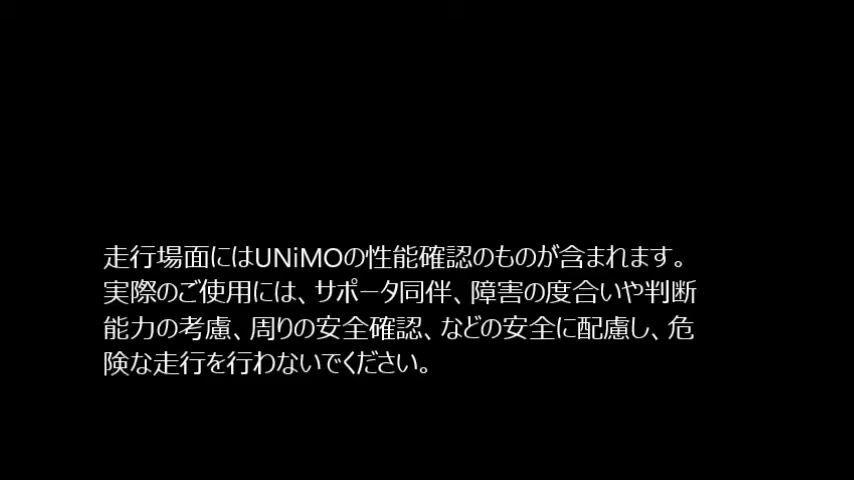 走行場面にはUNiMOの性能確認のものが含まれます。
実際のご使用には、サポータ同伴、障害の度合いや判断
能力の考慮、周りの安全確認、などの安全に配慮し、危
険な走行を行わないでください。